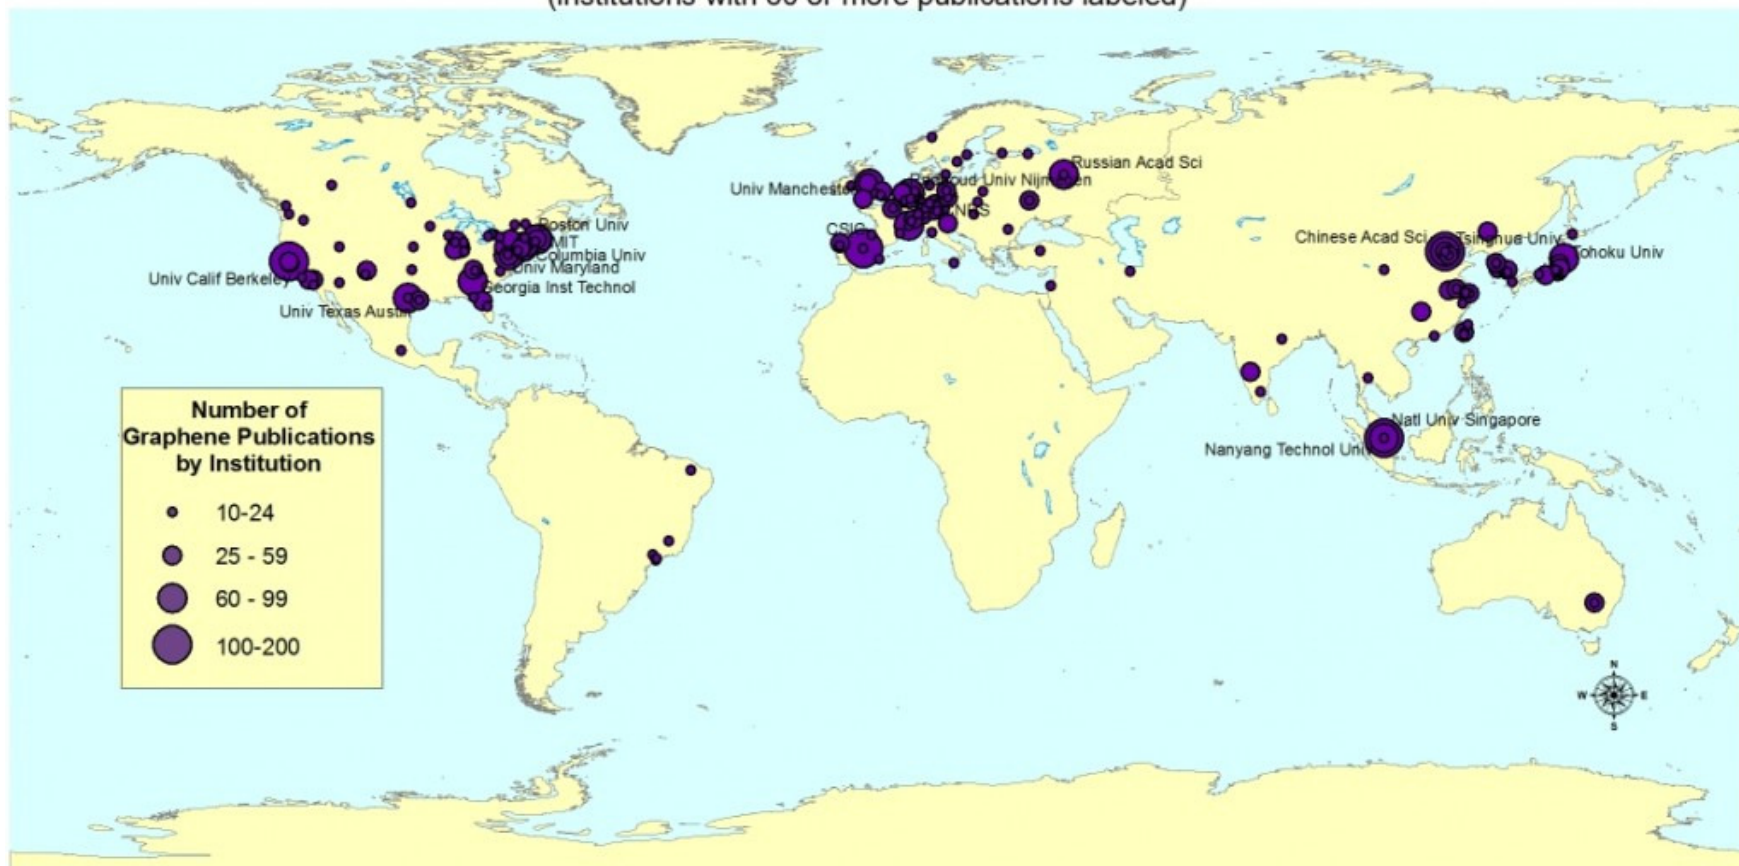 (institutions with 60 or more publications labeled)
Russian Acad Sci
Univ Manchester
Radboud Univ Nijmegen
CNRS
CSIC
Boston Univ
MIT
Columbia Univ
Univ Maryland
Georgia Inst Technol
Univ Calif Berkeley
Univ Texas Austin
Chinese Acad Sci
Tsinghua Univ
Tohoku Univ
Natl Univ Singapore
Nanyang Technol Univ
Number of
Graphene Publications
by Institution
10-24
25 - 59
60 - 99
100-200
N
W
E
S